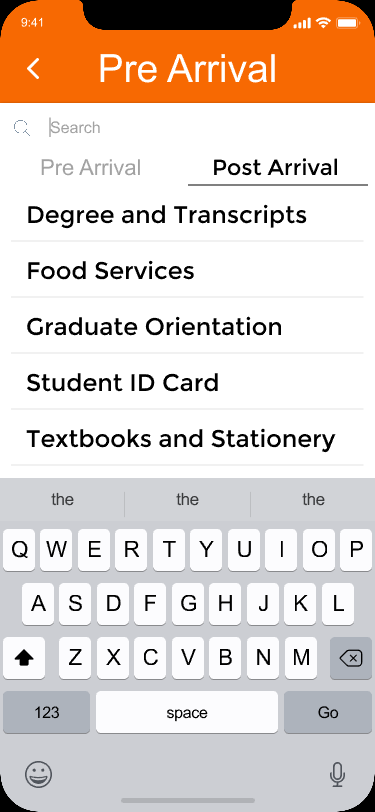 9:41
Pre Arrival
Search
Pre Arrival Post Arrival
Degree and Transcripts
Food Services
Graduate Orientation
Student ID Card
Textbooks and Stationery
the the the
Q W E R T Y U I O P
A S D F G H J K L
Z X C V B N M
123 space Go